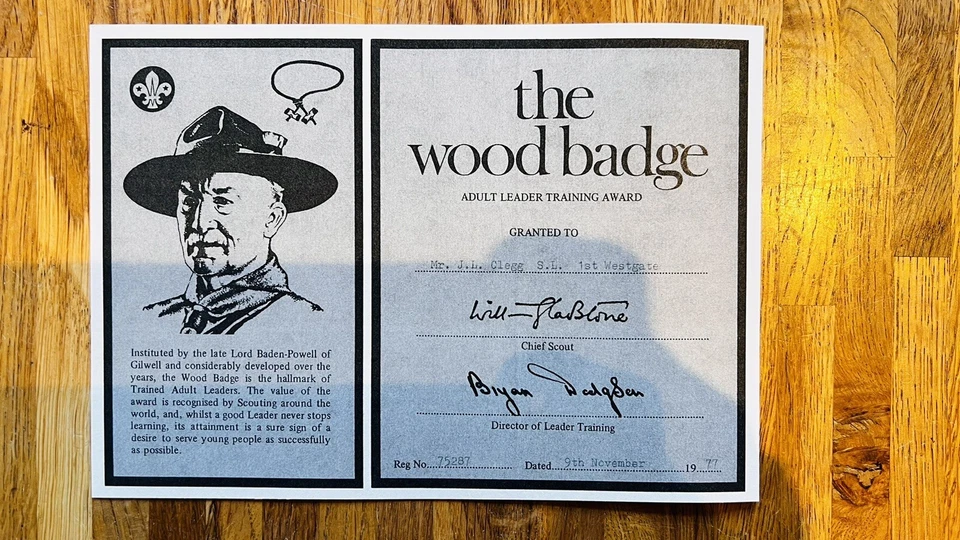 Instituted by the late Lord Baden-Powell of
Gilwell and considerably developed over the
years, the Wood Badge is the hallmark of
Trained Adult Leaders. The value of the
award is recognised by Scouting around the
world, and, whilst a good Leader never stops
learning, its attainment is a sure sign of a
desire to serve young people as successfully
as possible.
the
wood badge
ADULT LEADER TRAINING AWARD
GRANTED TO
Mr. J.L. Clegg S.L. 1st Westgate
Will Gladstone
Chief Scout
Bryan Dodgson
Director of Leader Training
Reg No. 75287 Dated 9th November 19 77